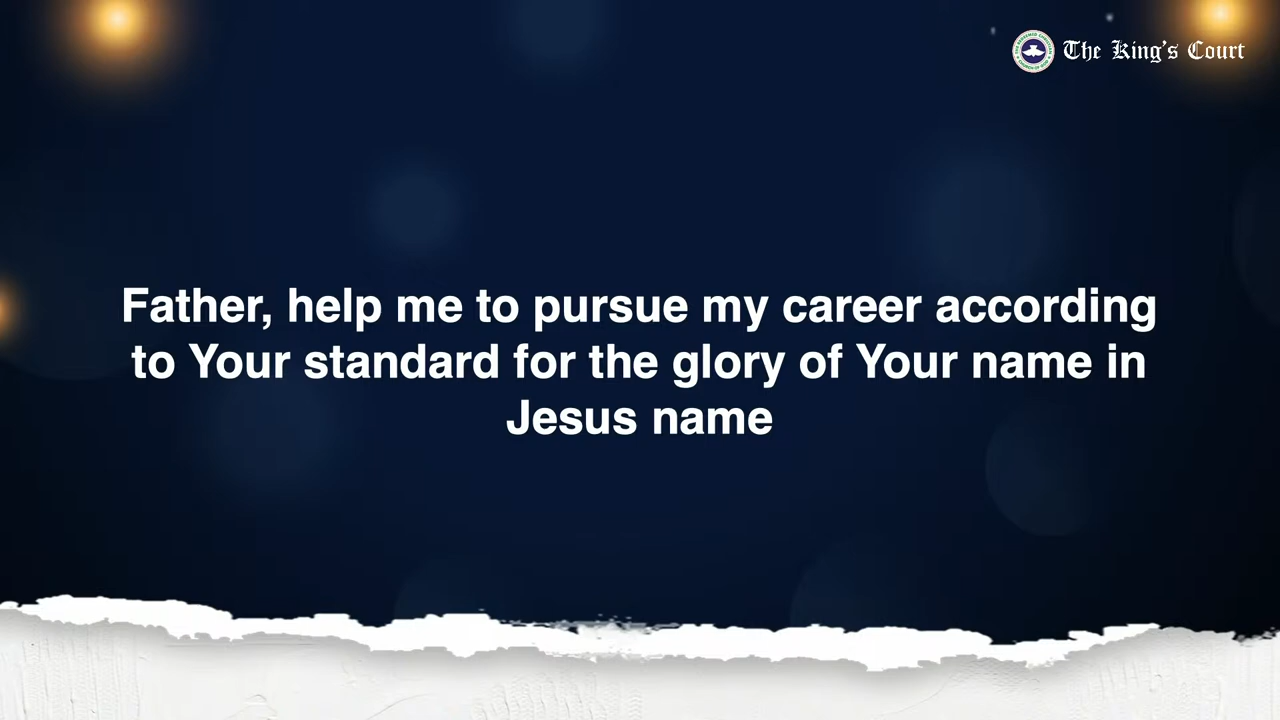 The King's Court
Father, help me to pursue my career according
to Your standard for the glory of Your name in
Jesus name